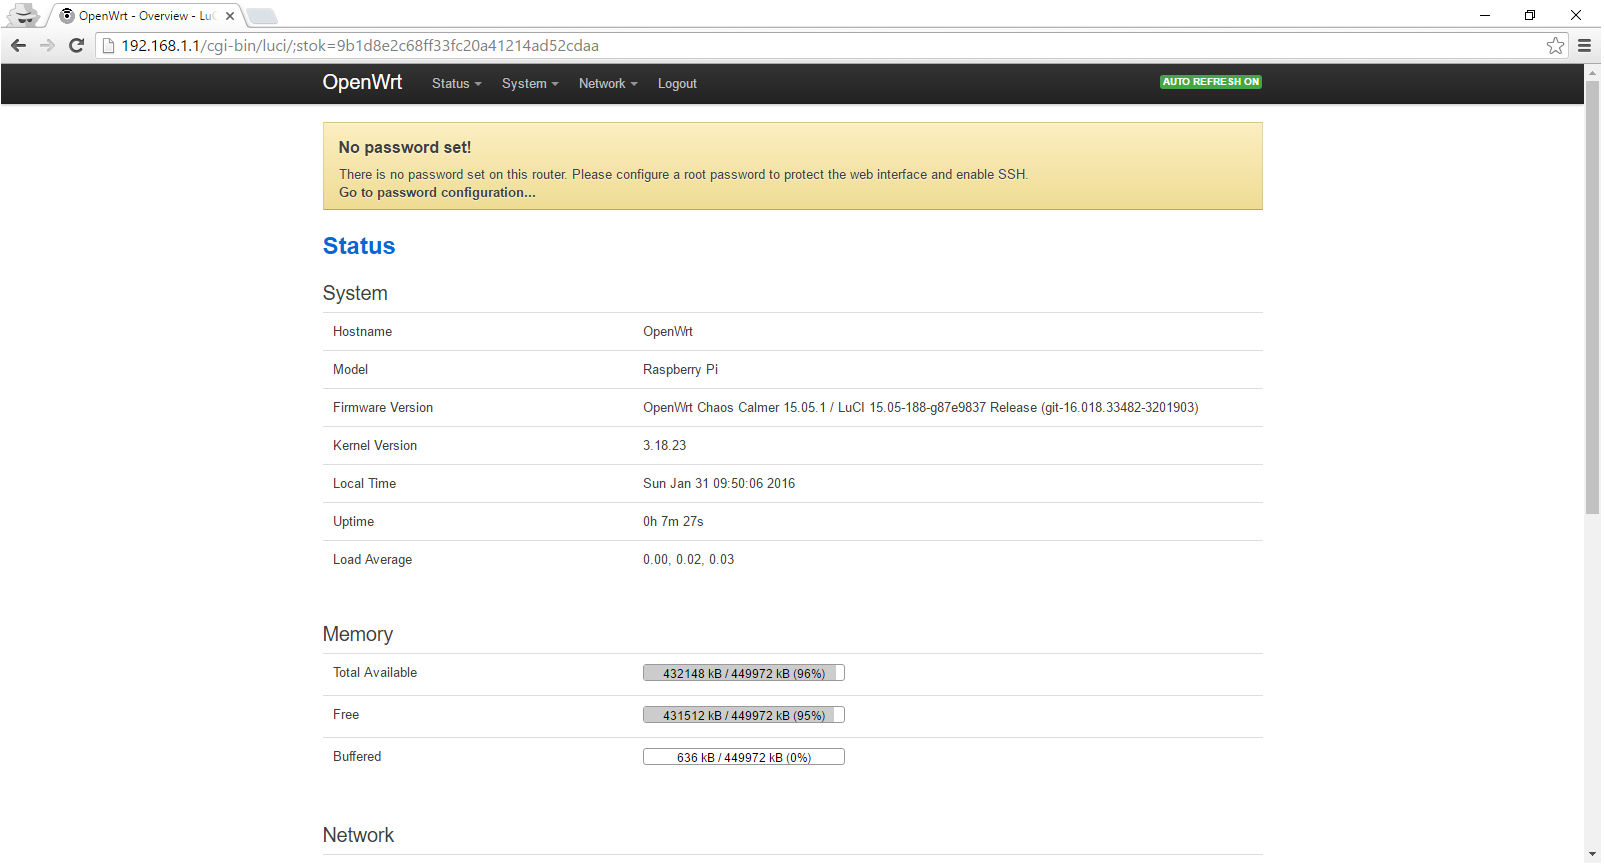 OpenWrt - Overview - Lu
192.168.1.1/cgi-bin/luci/;stok=9b1d8e2c68ff33fc20a41214ad52cdaa
OpenWrt Status System Network Logout AUTO REFRESH ON
No password set!
There is no password set on this router. Please configure a root password to protect the web interface and enable SSH.
Go to password configuration...
Status
System
Hostname OpenWrt
Model Raspberry Pi
Firmware Version OpenWrt Chaos Calmer 15.05.1 / LuCI 15.05-188-g87e9837 Release (git-16.018.33482-3201903)
Kernel Version 3.18.23
Local Time Sun Jan 31 09:50:06 2016
Uptime 0h 7m 27s
Load Average 0.00, 0.02, 0.03
Memory
Total Available 432148 kB / 449972 kB (96%)
Free 431512 kB / 449972 kB (95%)
Buffered 636 kB / 449972 kB (0%)
Network